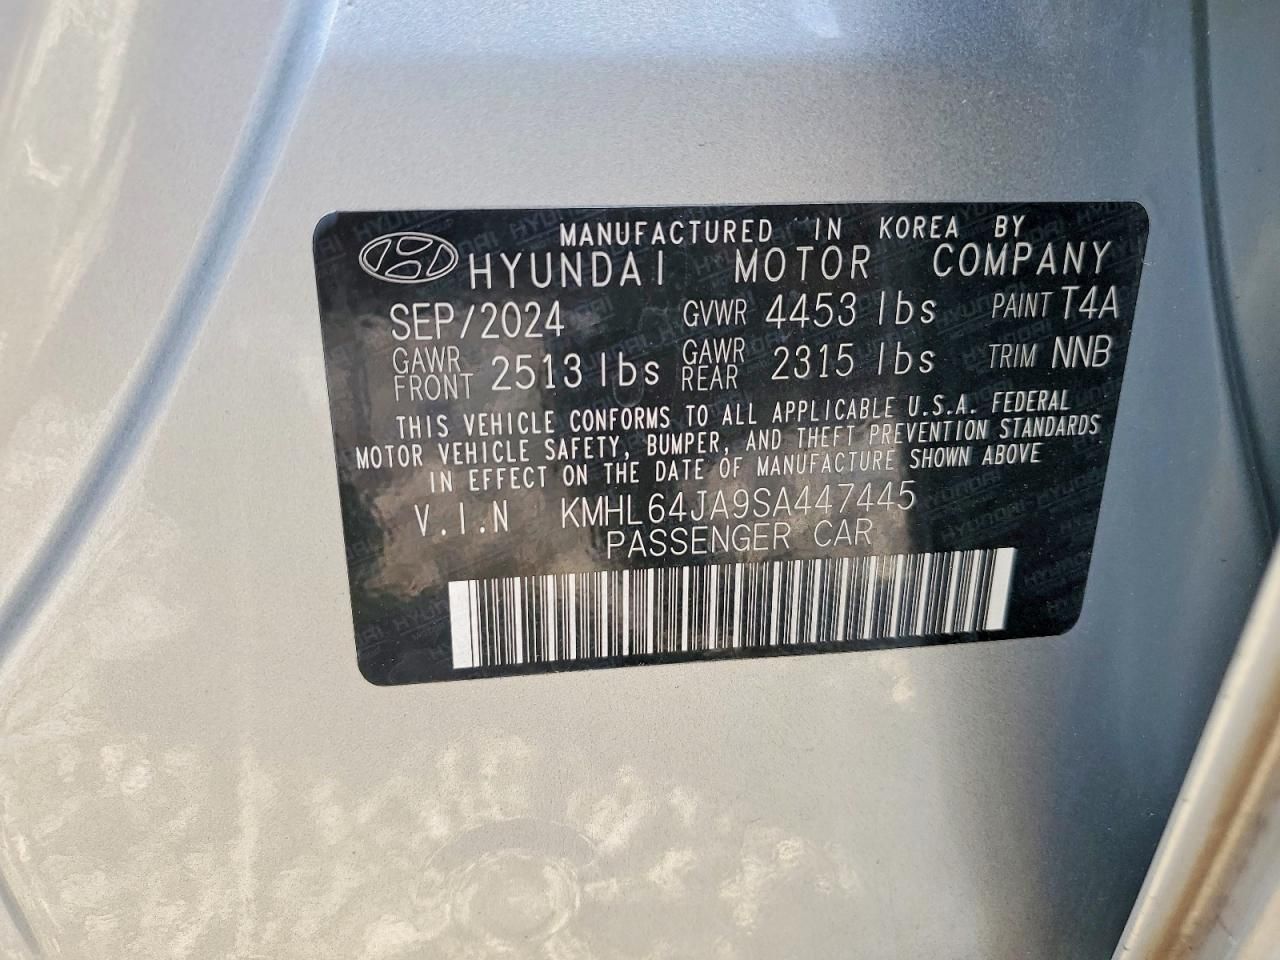 MANUFACTURED IN KOREA BY
HYUNDAI MOTOR COMPANY
SEP/2024 GVWR 4453 lbs PAINT T4A
GAWR FRONT 2513 lbs GAWR REAR 2315 lbs TRIM NNB
THIS VEHICLE CONFORMS TO ALL APPLICABLE U.S.A. FEDERAL
MOTOR VEHICLE SAFETY, BUMPER, AND THEFT PREVENTION STANDARDS
IN EFFECT ON THE DATE OF MANUFACTURE SHOWN ABOVE
V.I.N KMHL64JA9SA447445
PASSENGER CAR